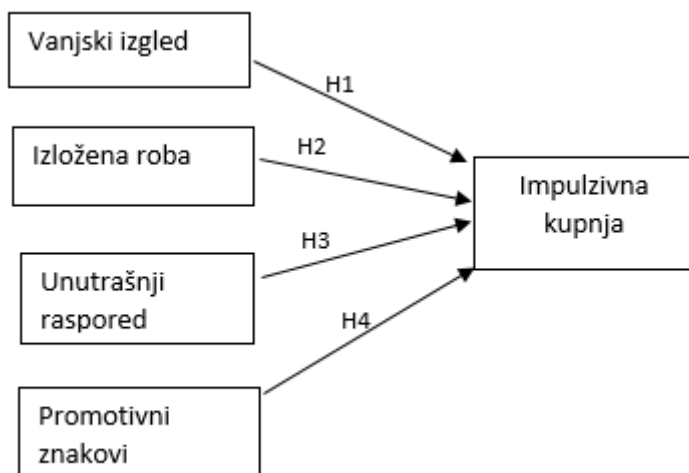 Vanjski izgled
H1
Izložena roba
H2
Impulzivna
kupnja
H3
Unutrašnji
raspored
H4
Promotivni
znakovi